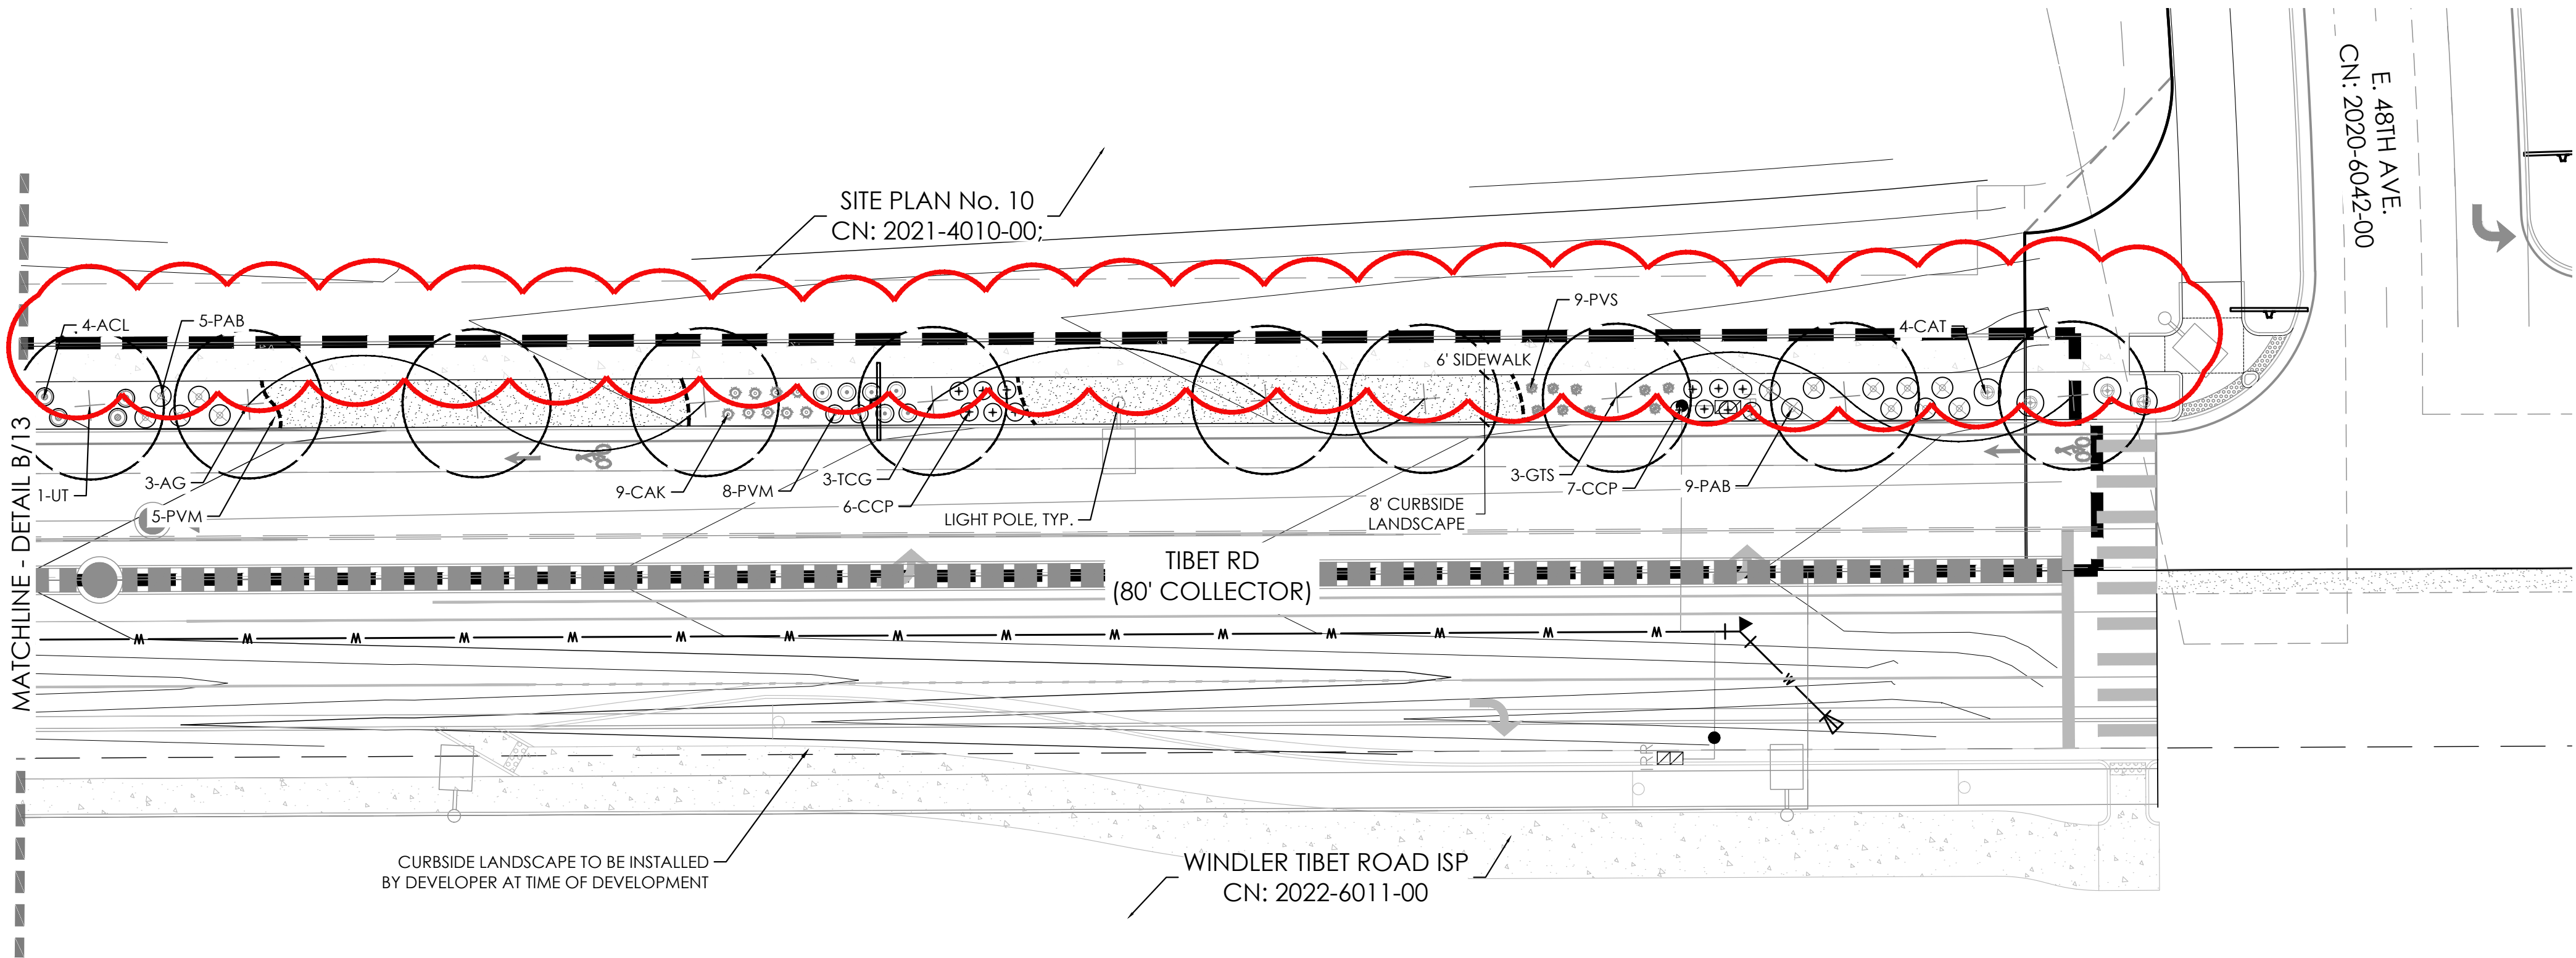 E. 48TH AVE.
CN: 2020-6042-00
SITE PLAN No. 10
CN: 2021-4010-00;
4-ACL
5-PAB
9-PVS
4-CAT
6' SIDEWALK
MATCHLINE - DETAIL B/13
1-UT
3-AG
5-PVM
9-CAK
8-PVM
3-TCG
6-CCP
LIGHT POLE, TYP.
8' CURBSIDE
LANDSCAPE
3-GTS
7-CCP
9-PAB
TIBET RD
(80' COLLECTOR)
W W W W W W W W W W W W W W W
W
IRR
CURBSIDE LANDSCAPE TO BE INSTALLED
BY DEVELOPER AT TIME OF DEVELOPMENT
WINDLER TIBET ROAD ISP
CN: 2022-6011-00